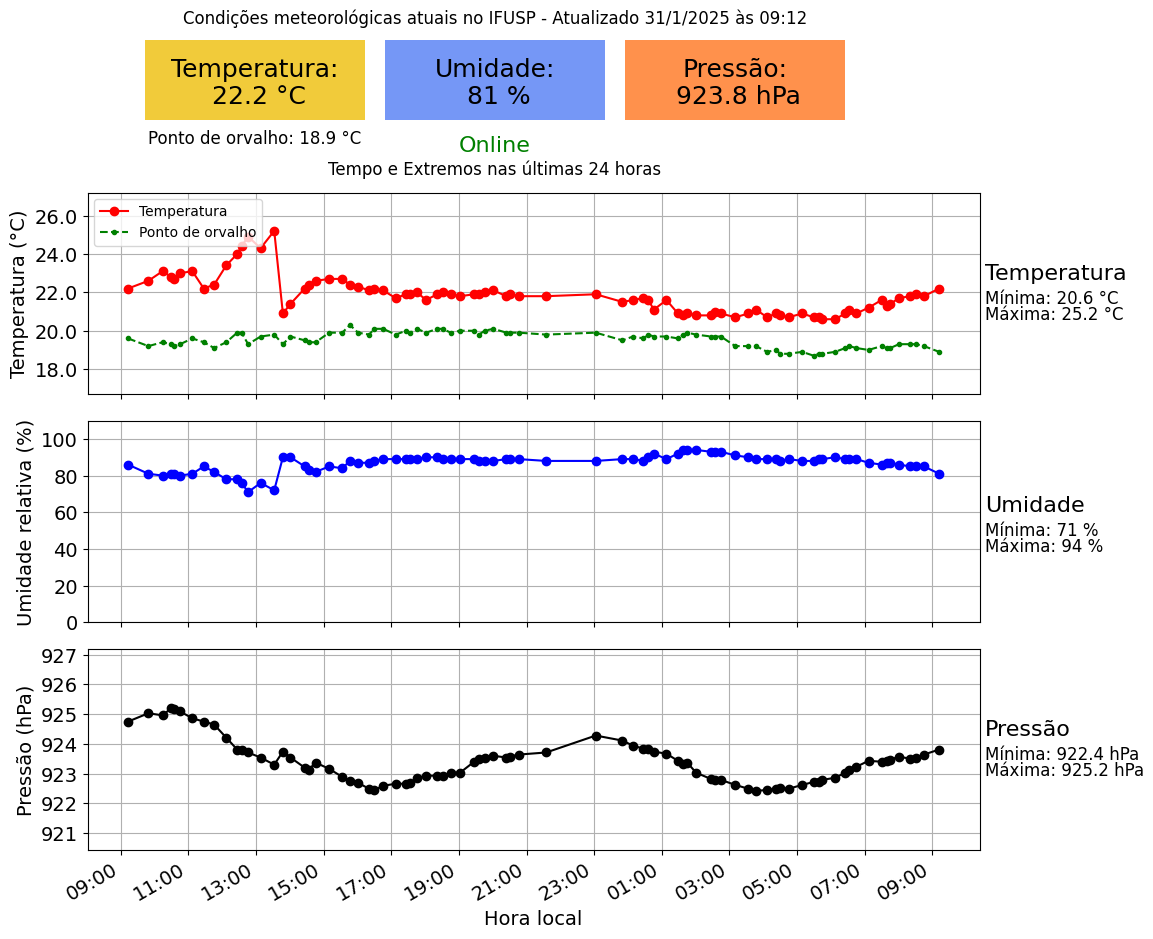 Condições meteorológicas atuais no IFUSP - Atualizado 31/1/2025 às 09:12
Temperatura:
22.2 °C
Umidade:
81 %
Pressão:
923.8 hPa
Ponto de orvalho: 18.9 °C
Online
Tempo e Extremos nas últimas 24 horas
Temperatura (°C)
26.0
24.0
22.0
20.0
18.0
Temperatura
Ponto de orvalho
Temperatura
Mínima: 20.6 °C
Máxima: 25.2 °C
Umidade relativa (%)
100
80
60
40
20
0
Umidade
Mínima: 71 %
Máxima: 94 %
Pressão (hPa)
927
926
925
924
923
922
921
Pressão
Mínima: 922.4 hPa
Máxima: 925.2 hPa
09:00 11:00 13:00 15:00 17:00 19:00 21:00 23:00 01:00 03:00 05:00 07:00 09:00
Hora local